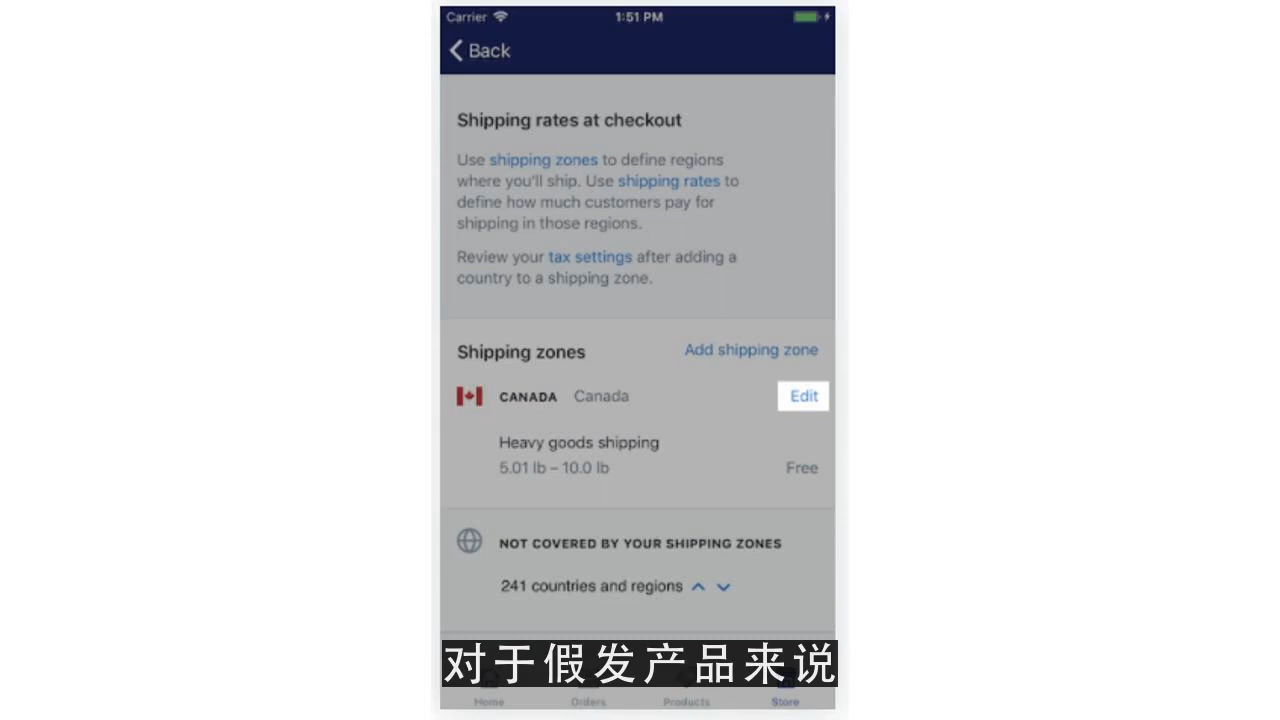 Carrier 1:51 PM
Back
Shipping rates at checkout
Use shipping zones to define regions
where you'll ship. Use shipping rates to
define how much customers pay for
shipping in those regions.
Review your tax settings after adding a
country to a shipping zone.
Shipping zones Add shipping zone
CANADA Canada Edit
Heavy goods shipping
5.01 lb – 10.0 lb Free
NOT COVERED BY YOUR SHIPPING ZONES
241 countries and regions
对于假发产品来说
Home Orders Products Store